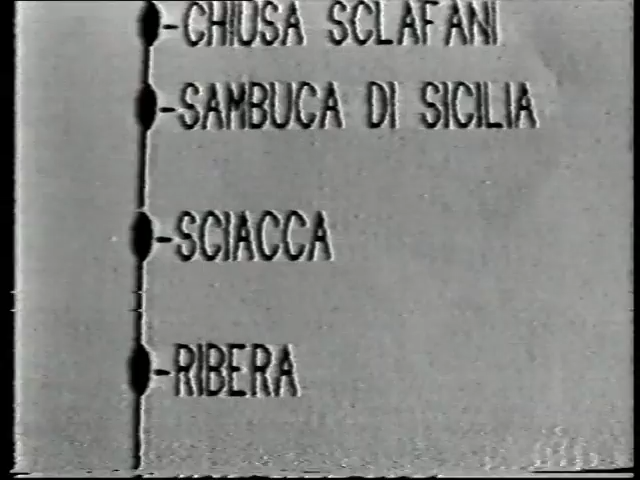 -CHIUSA SCLAFANI
-SAMBUCA DI SICILIA
-SCIACCA
-RIBERA